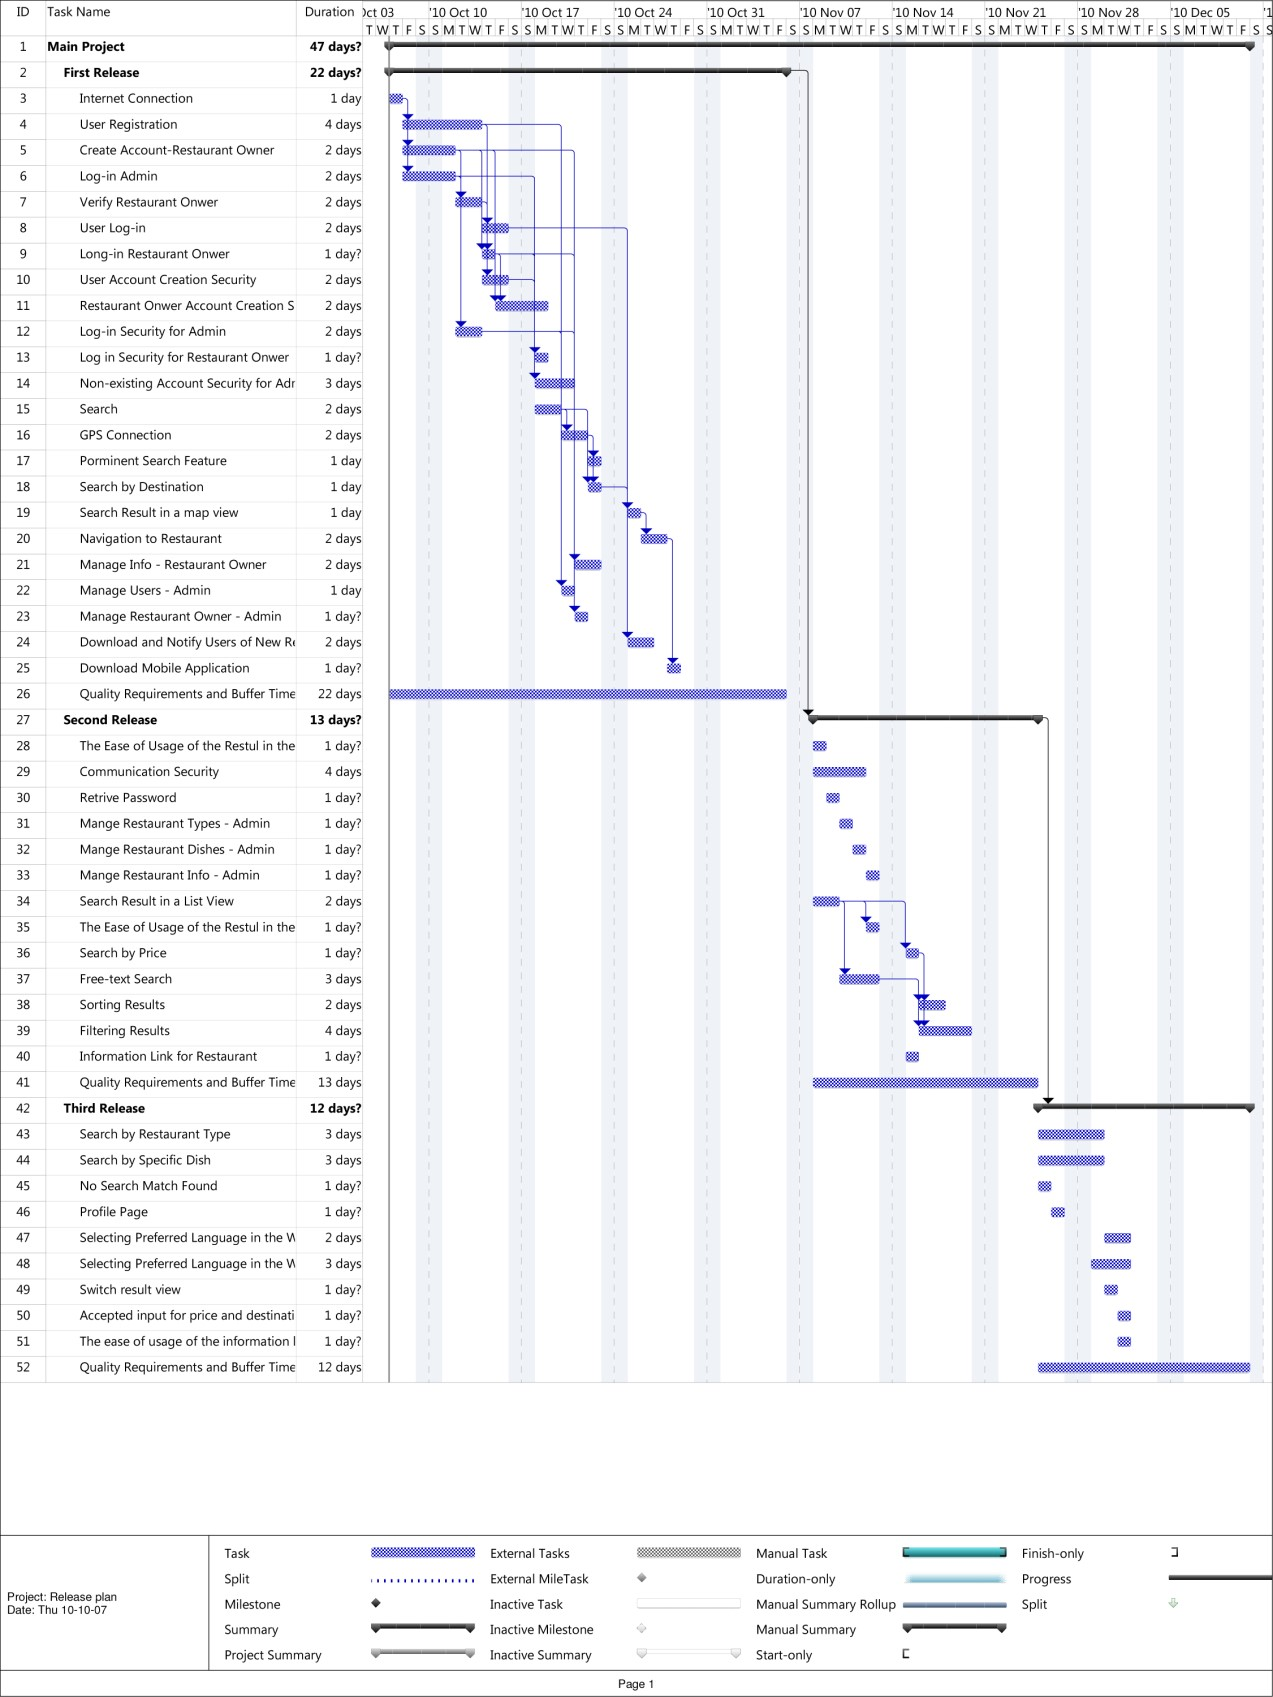 ID Task Name Duration Oct 03 '10 Oct 10 '10 Oct 17 '10 Oct 24 '10 Oct 31 '10 Nov 07 '10 Nov 14 '10 Nov 21 '10 Nov 28 '10 Dec 05 '1
T W T F S S M T W T F S S M T W T F S S M T W T F S S M T W T F S S M T W T F S S M T W T F S S M T W T F S S M T W T F S S M T W T F S S
1 Main Project 47 days?
2 First Release 22 days?
3 Internet Connection 1 day
4 User Registration 4 days
5 Create Account-Restaurant Owner 2 days
6 Log-in Admin 2 days
7 Verify Restaurant Onwer 2 days
8 User Log-in 2 days
9 Long-in Restaurant Onwer 1 day?
10 User Account Creation Security 2 days
11 Restaurant Onwer Account Creation S 2 days
12 Log-in Security for Admin 2 days
13 Log in Security for Restaurant Onwer 1 day?
14 Non-existing Account Security for Adr 3 days
15 Search 2 days
16 GPS Connection 2 days
17 Porminent Search Feature 1 day
18 Search by Destination 1 day
19 Search Result in a map view 1 day
20 Navigation to Restaurant 2 days
21 Manage Info - Restaurant Owner 2 days
22 Manage Users - Admin 1 day
23 Manage Restaurant Owner - Admin 1 day?
24 Download and Notify Users of New Re 2 days
25 Download Mobile Application 1 day?
26 Quality Requirements and Buffer Time 22 days
27 Second Release 13 days?
28 The Ease of Usage of the Restul in the 1 day?
29 Communication Security 4 days
30 Retrive Password 1 day?
31 Mange Restaurant Types - Admin 1 day?
32 Mange Restaurant Dishes - Admin 1 day?
33 Mange Restaurant Info - Admin 1 day?
34 Search Result in a List View 2 days
35 The Ease of Usage of the Restul in the 1 day?
36 Search by Price 1 day?
37 Free-text Search 3 days
38 Sorting Results 2 days
39 Filtering Results 4 days
40 Information Link for Restaurant 1 day?
41 Quality Requirements and Buffer Time 13 days
42 Third Release 12 days?
43 Search by Restaurant Type 3 days
44 Search by Specific Dish 3 days
45 No Search Match Found 1 day?
46 Profile Page 1 day?
47 Selecting Preferred Language in the W 2 days
48 Selecting Preferred Language in the W 3 days
49 Switch result view 1 day?
50 Accepted input for price and destinati 1 day?
51 The ease of usage of the information l 1 day?
52 Quality Requirements and Buffer Time 12 days
Project: Release plan
Date: Thu 10-10-07
Task External Tasks Manual Task Finish-only
Split External MileTask Duration-only Progress
Milestone Inactive Task Manual Summary Rollup Split
Summary Inactive Milestone Manual Summary
Project Summary Inactive Summary Start-only
Page 1